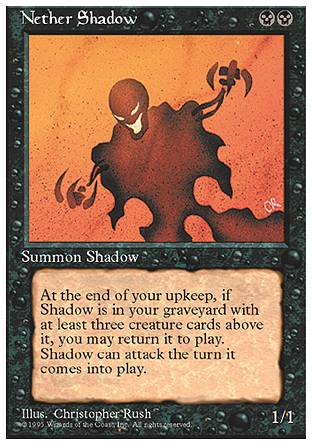 Nether Shadow
CR
Summon Shadow
At the end of your upkeep, if
Shadow is in your graveyard with
at least three creature cards above
it, you may return it to play.
Shadow can attack the turn it
comes into play.
Illus. Christopher Rush
1/1
©1995 Wizards of the Coast, Inc. All rights reserved.